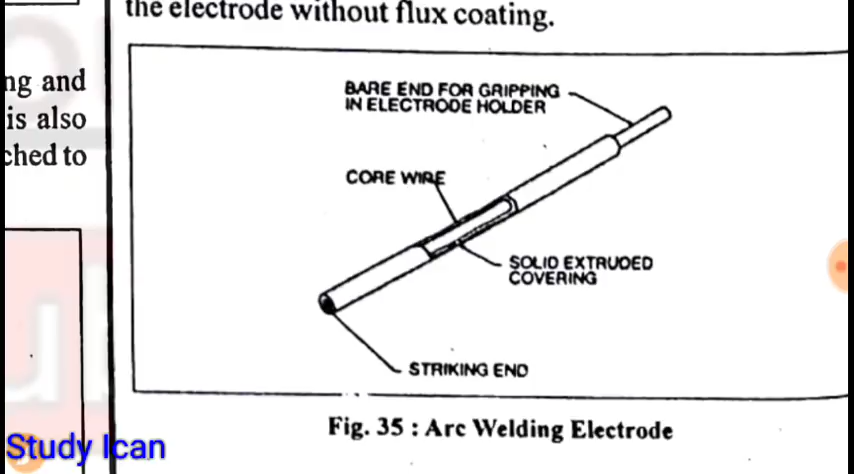 the electrode without flux coating.
ng and
is also
ched to
BARE END FOR GRIPPING
IN ELECTRODE HOLDER
CORE WIRE
SOLID EXTRUDED
COVERING
STRIKING END
Fig. 35 : Arc Welding Electrode
Study Ican